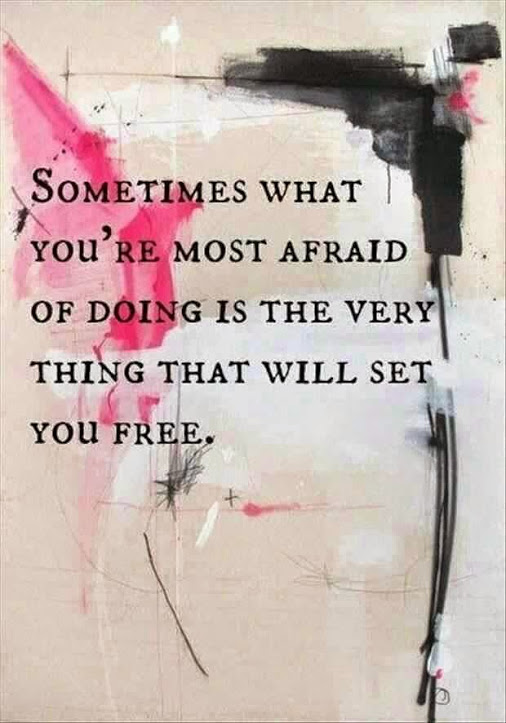 Sometimes what
you're most afraid
of doing is the very
thing that will set
you free.